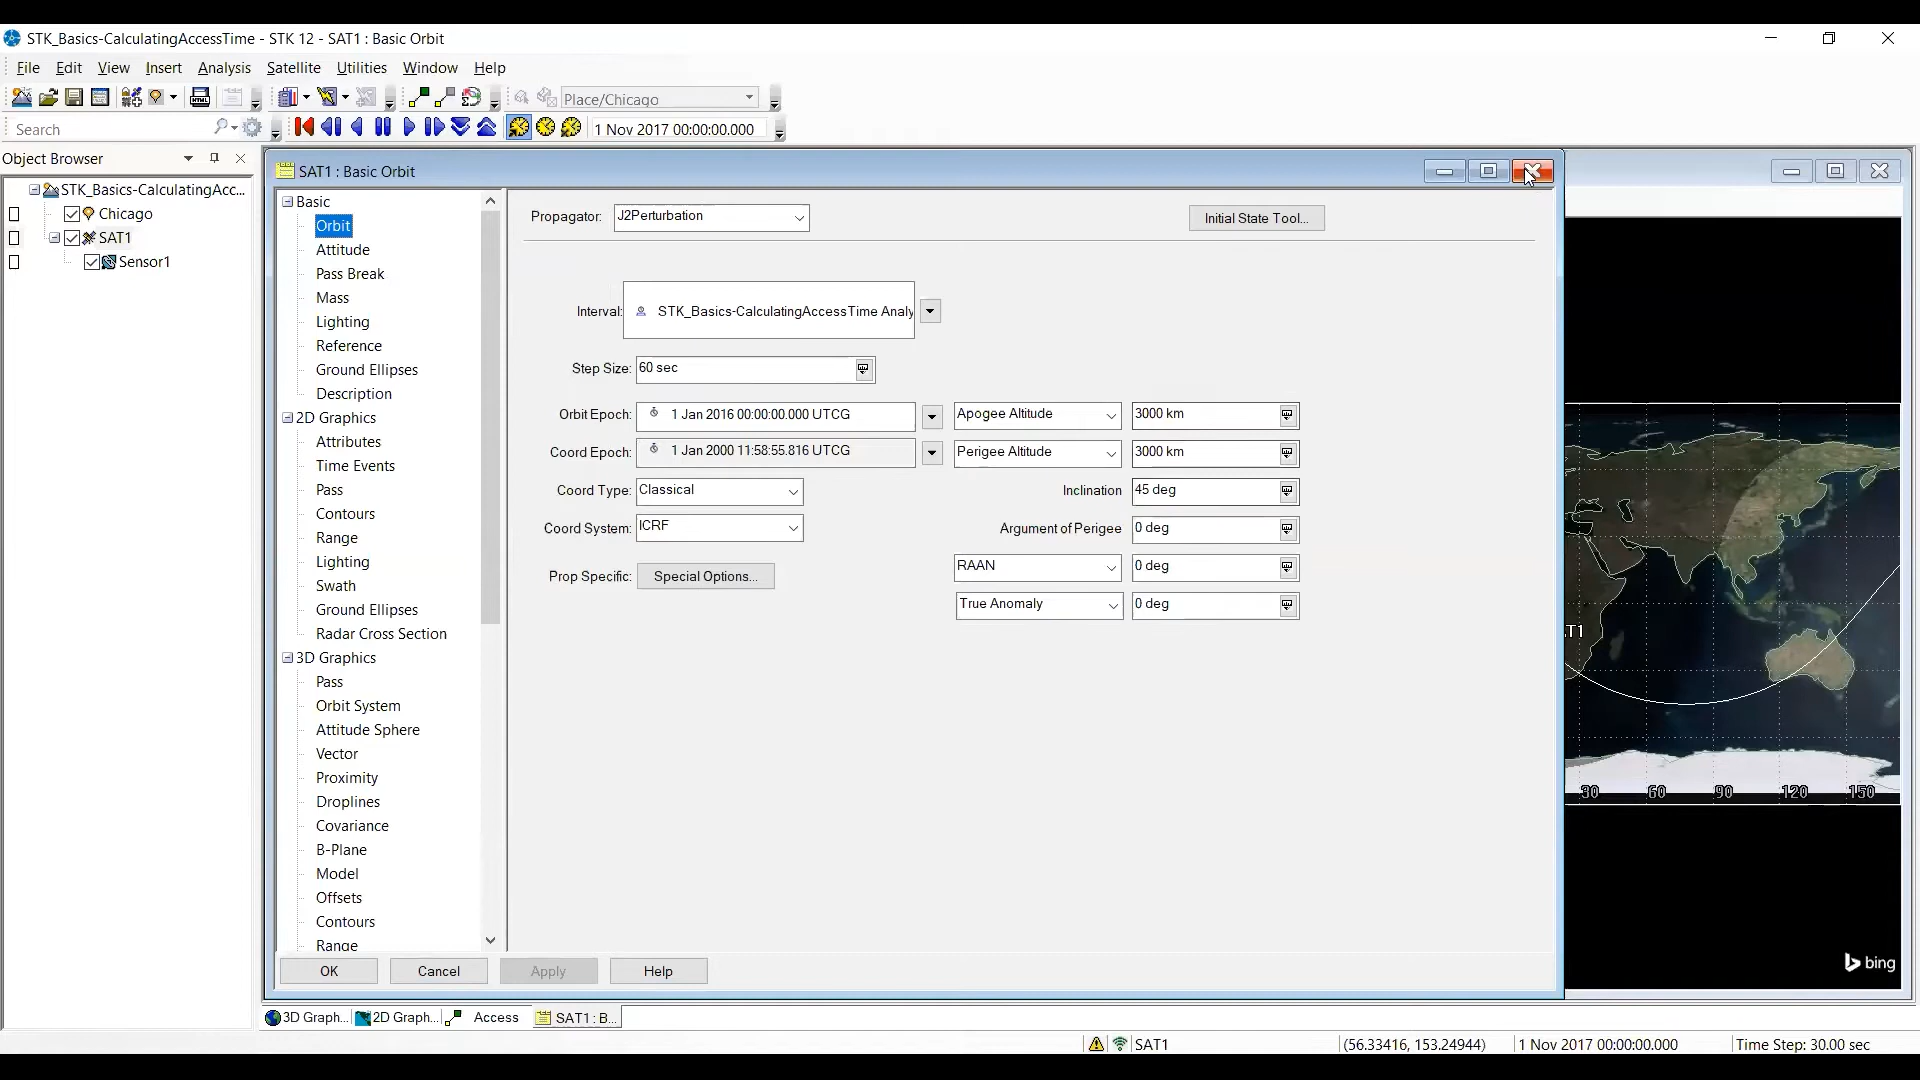 STK_Basics-CalculatingAccessTime - STK 12 - SAT1 : Basic Orbit
File Edit View Insert Analysis Satellite Utilities Window Help
Place/Chicago
Search
1 Nov 2017 00:00:00.000
Object Browser
STK_Basics-CalculatingAcc...
Chicago
SAT1
Sensor1
SAT1 : Basic Orbit
Basic
Orbit
Attitude
Pass Break
Mass
Lighting
Reference
Ground Ellipses
Description
2D Graphics
Attributes
Time Events
Pass
Contours
Range
Lighting
Swath
Ground Ellipses
Radar Cross Section
3D Graphics
Pass
Orbit System
Attitude Sphere
Vector
Proximity
Droplines
Covariance
B-Plane
Model
Offsets
Contours
Range
Propagator: J2Perturbation
Initial State Tool...
Interval: STK_Basics-CalculatingAccessTime Analy
Step Size: 60 sec
Orbit Epoch: 1 Jan 2016 00:00:00.000 UTCG Apogee Altitude 3000 km
Coord Epoch: 1 Jan 2000 11:58:55.816 UTCG Perigee Altitude 3000 km
Coord Type: Classical Inclination 45 deg
Coord System: ICRF Argument of Perigee 0 deg
Prop Specific: Special Options... RAAN 0 deg
True Anomaly 0 deg
OK Cancel Apply Help
T1
30 60 90 120 150
bing
3D Graph... 2D Graph... Access SAT1 : B...
SAT1 (56.33416, 153.24944) 1 Nov 2017 00:00:00.000 Time Step: 30.00 sec